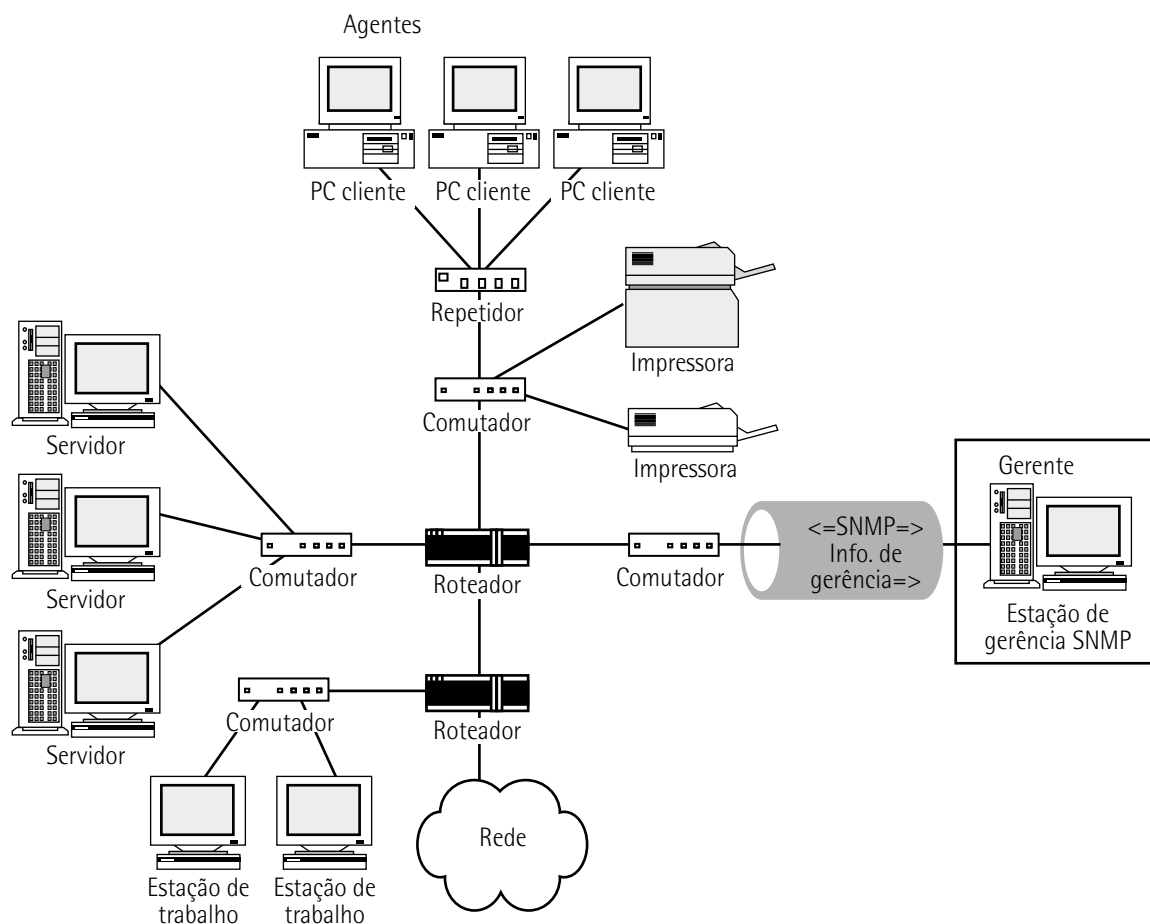 Agentes
PC cliente
PC cliente
PC cliente
Repetidor
Impressora
Comutador
Servidor
Impressora
Gerente
<=SNMP=>
Info. de
gerência=>
Servidor
Comutador
Roteador
Comutador
Estação de
gerência SNMP
Comutador
Roteador
Servidor
Rede
Estação de
trabalho
Estação de
trabalho